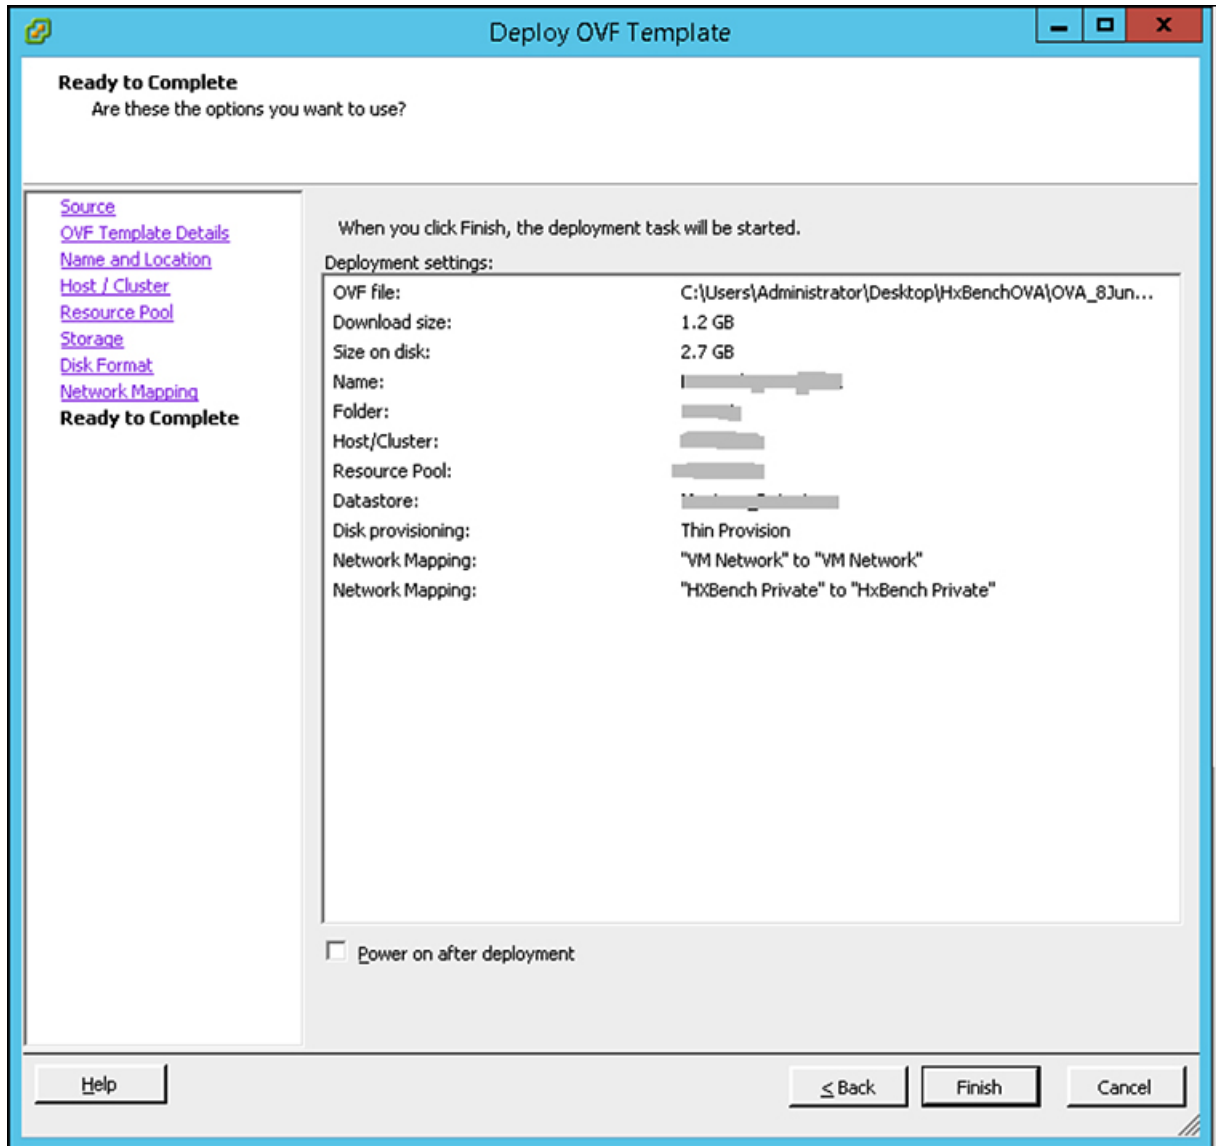 Deploy OVF Template
Ready to Complete
Are these the options you want to use?
Source
OVF Template Details
Name and Location
Host / Cluster
Resource Pool
Storage
Disk Format
Network Mapping
Ready to Complete
When you click Finish, the deployment task will be started.
Deployment settings:
OVF file: C:\Users\Administrator\Desktop\HxBenchOVA\OVA_8Jun...
Download size: 1.2 GB
Size on disk: 2.7 GB
Name:
Folder:
Host/Cluster:
Resource Pool:
Datastore:
Disk provisioning: Thin Provision
Network Mapping: "VM Network" to "VM Network"
Network Mapping: "HXBench Private" to "HxBench Private"
Power on after deployment
Help
≤ Back
Finish
Cancel